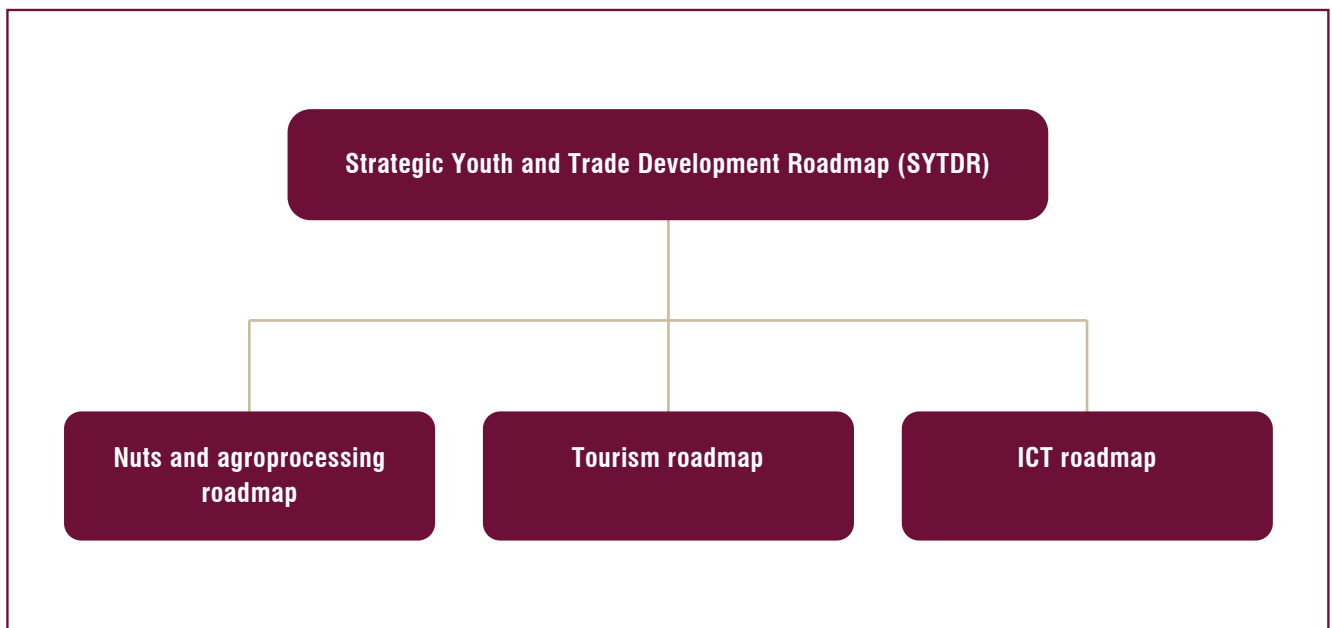 Strategic Youth and Trade Development Roadmap (SYTDR)
Nuts and agroprocessing
roadmap
Tourism roadmap
ICT roadmap